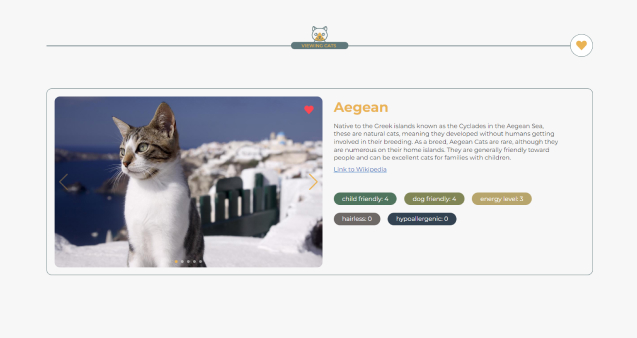 VIEWING CATS
Aegean
Native to the Greek islands known as the Cyclades in the Aegean Sea,
these are natural cats, meaning they developed without humans getting
involved in their breeding. As a breed, Aegean Cats are rare, although they
are numerous on their home islands. They are generally friendly toward
people and can be excellent cats for families with children.
Link to Wikipedia
child friendly: 4
dog friendly: 4
energy level: 3
hairless: 0
hypoallergenic: 0